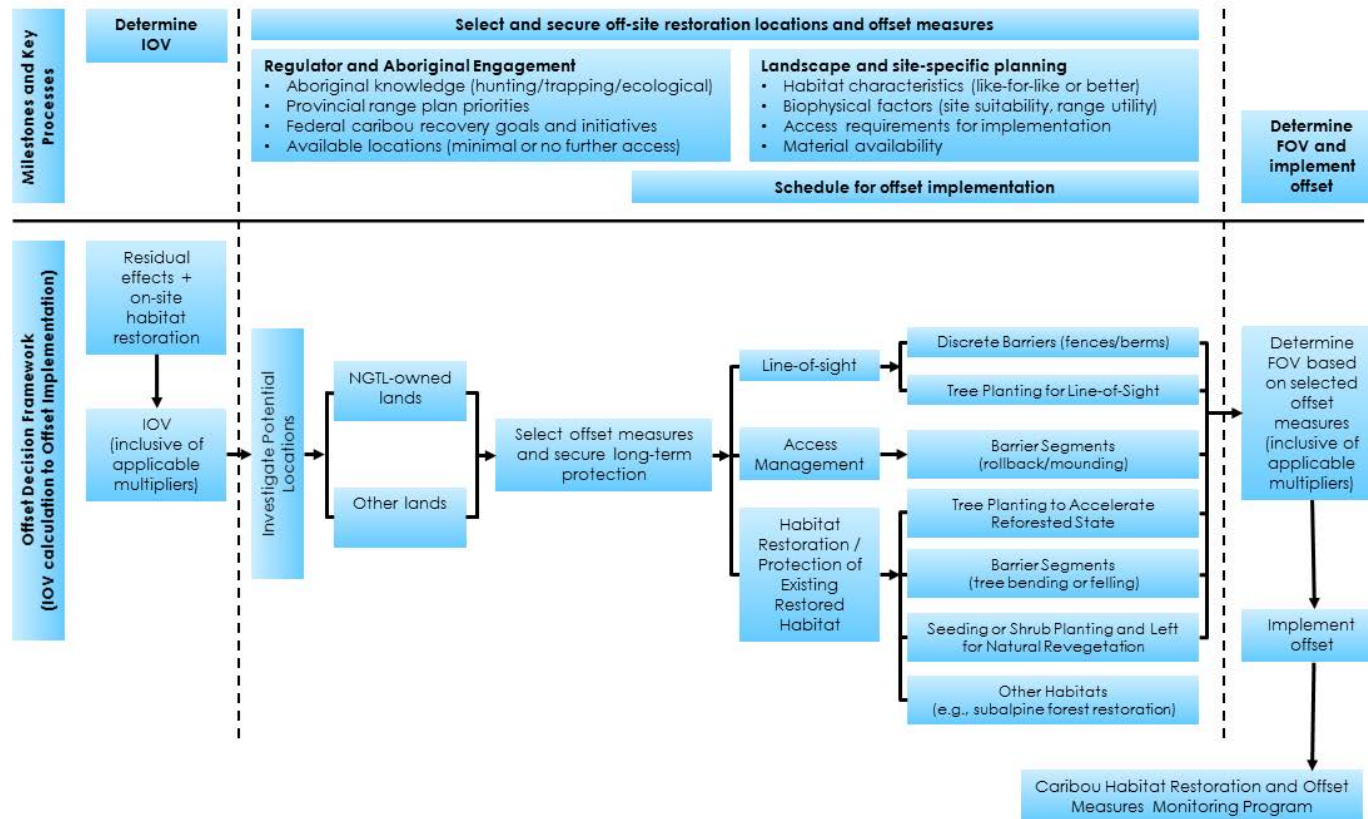 Milestones and Key
Processes
Determine
IOV
Select and secure off-site restoration locations and offset measures
Regulator and Aboriginal Engagement
• Aboriginal knowledge (hunting/trapping/ecological)
• Provincial range plan priorities
• Federal caribou recovery goals and initiatives
• Available locations (minimal or no further access)
Landscape and site-specific planning
• Habitat characteristics (like-for-like or better)
• Biophysical factors (site suitability, range utility)
• Access requirements for implementation
• Material availability
Schedule for offset implementation
Determine
FOV and
implement
offset
Offset Decision Framework
(IOV calculation to Offset Implementation)
Residual
effects +
on-site
habitat
restoration
IOV
(inclusive of
applicable
multipliers)
Investigate Potential
Locations
NGTL-owned
lands
Other lands
Select offset measures
and secure long-term
protection
Line-of-sight
Access
Management
Habitat
Restoration /
Protection of
Existing
Restored
Habitat
Discrete Barriers (fences/berms)
Tree Planting for Line-of-Sight
Barrier Segments
(rollback/mounding)
Tree Planting to Accelerate
Reforested State
Barrier Segments
(tree bending or felling)
Seeding or Shrub Planting and Left
for Natural Revegetation
Other Habitats
(e.g., subalpine forest restoration)
Determine
FOV based
on selected
offset
measures
(inclusive of
applicable
multipliers)
Implement
offset
Caribou Habitat Restoration and Offset
Measures Monitoring Program